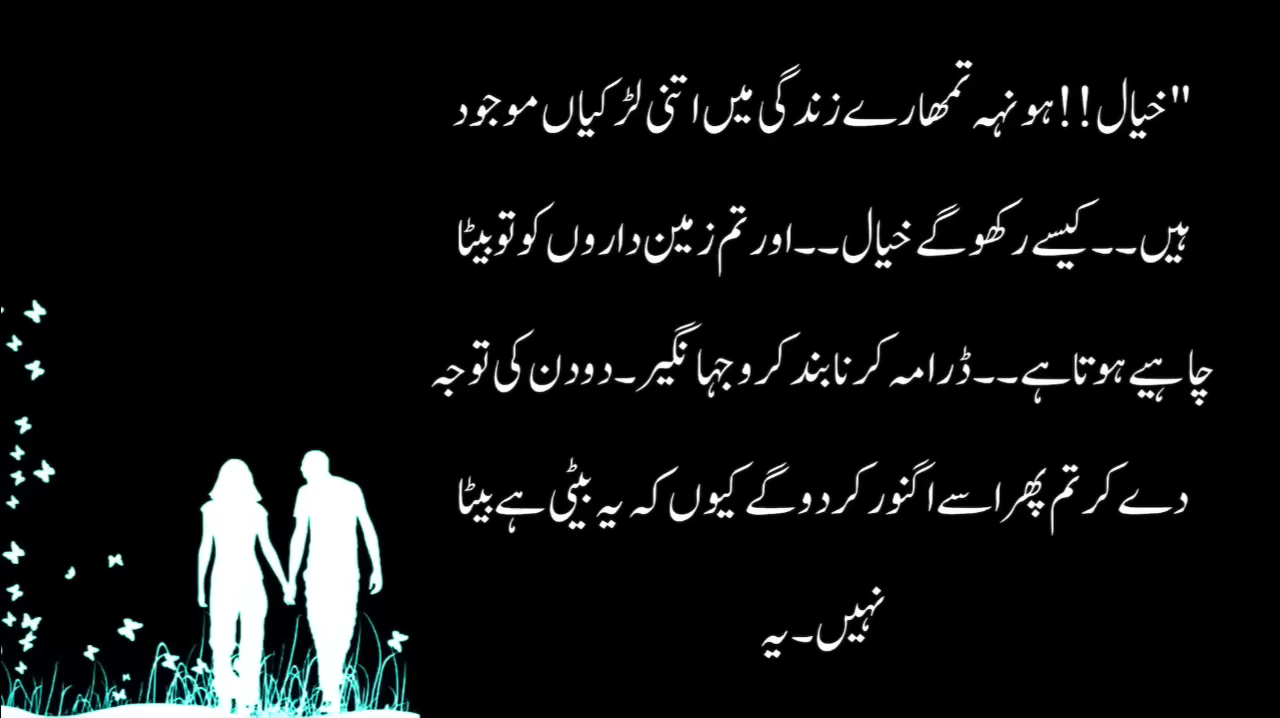 "خیال!!ہونہہ تمھارے زندگی میں اتنی لڑکیاں موجود
ہیں۔۔کیسے رکھو گے خیال۔۔اور تم زمین داروں کو تو بیٹا
چاہیے ہوتا ہے۔۔ڈرامہ کرنا بند کرو جہانگیر۔دو دن کی توجہ
دے کر تم پھر اسے اگنور کر دو گے کیوں کہ یہ بیٹی ہے بیٹا
نہیں۔یہ